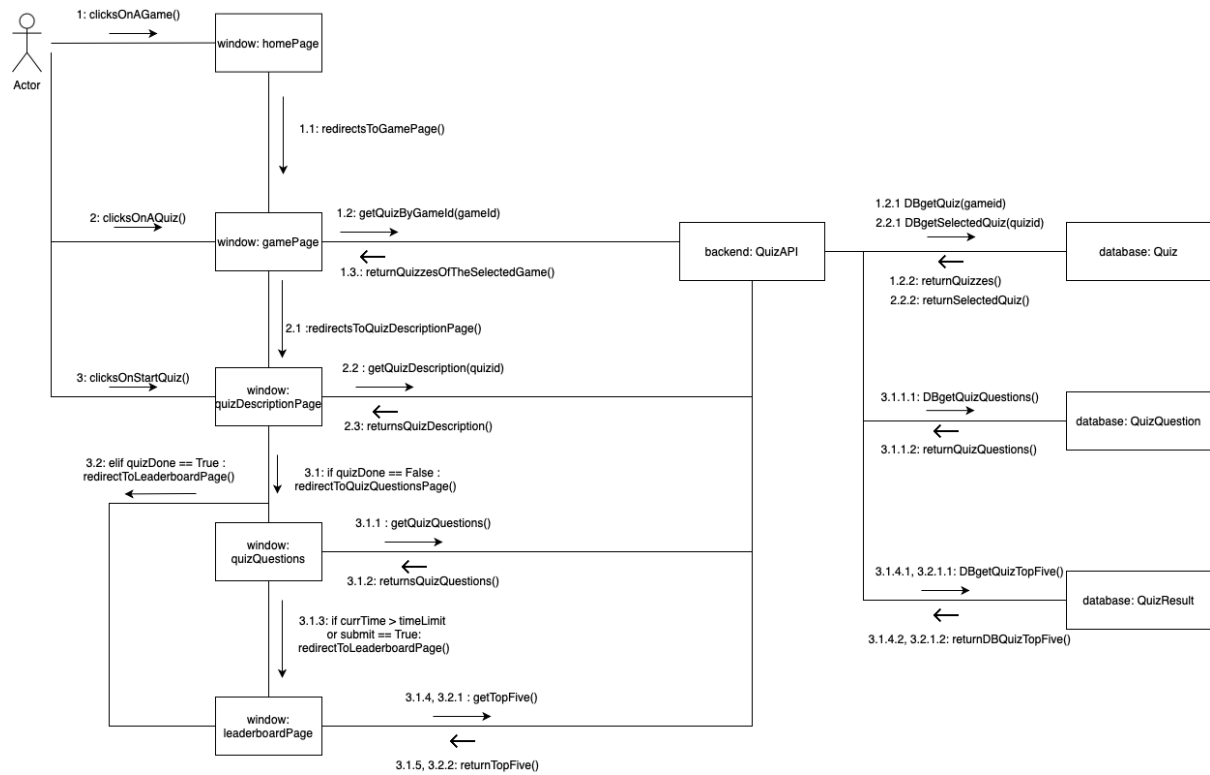 1: clicksOnAGame()
Actor
window: homePage
1.1: redirectsToGamePage()
2: clicksOnAQuiz()
window: gamePage
1.2: getQuizByGameId(gameId)
1.3.: returnQuizzesOfTheSelectedGame()
backend: QuizAPI
1.2.1 DBgetQuiz(gameid)
2.2.1 DBgetSelectedQuiz(quizid)
database: Quiz
1.2.2: returnQuizzes()
2.2.2: returnSelectedQuiz()
2.1 :redirectsToQuizDescriptionPage()
3: clicksOnStartQuiz()
window:
quizDescriptionPage
2.2 : getQuizDescription(quizid)
2.3: returnsQuizDescription()
3.1.1.1: DBgetQuizQuestions()
database: QuizQuestion
3.1.1.2: returnQuizQuestions()
3.2: elif quizDone == True :
redirectToLeaderboardPage()
3.1: if quizDone == False :
redirectToQuizQuestionsPage()
window:
quizQuestions
3.1.1 : getQuizQuestions()
3.1.2: returnsQuizQuestions()
3.1.4.1, 3.2.1.1: DBgetQuizTopFive()
database: QuizResult
3.1.4.2, 3.2.1.2: returnDBQuizTopFive()
3.1.3: if currTime > timeLimit
or submit == True:
redirectToLeaderboardPage()
window:
leaderboardPage
3.1.4, 3.2.1 : getTopFive()
3.1.5, 3.2.2: returnTopFive()